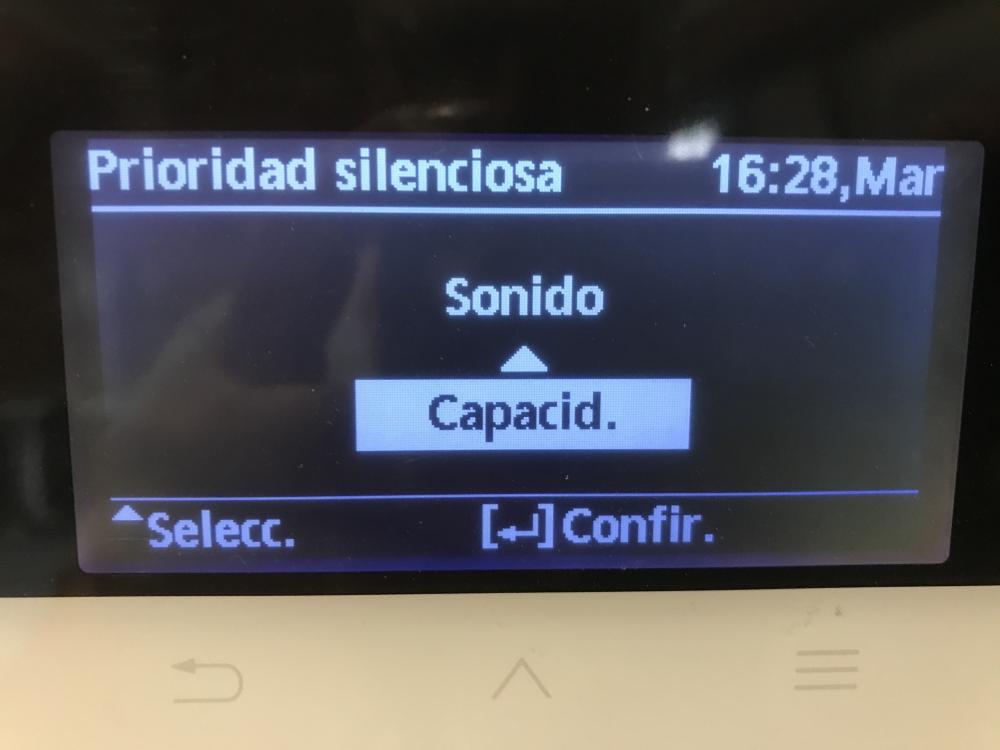 Prioridad silenciosa 16:28,Mar
Sonido
Capacid.
Selecc. [↵]Confir.